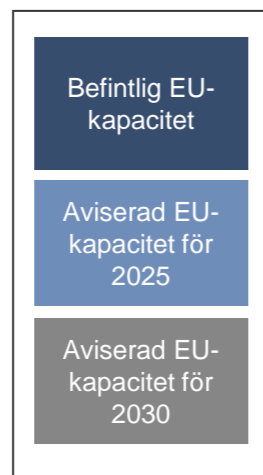 Befintlig EU-
kapacitet
Aviserad EU-
kapacitet för
2025
Aviserad EU-
kapacitet för
2030